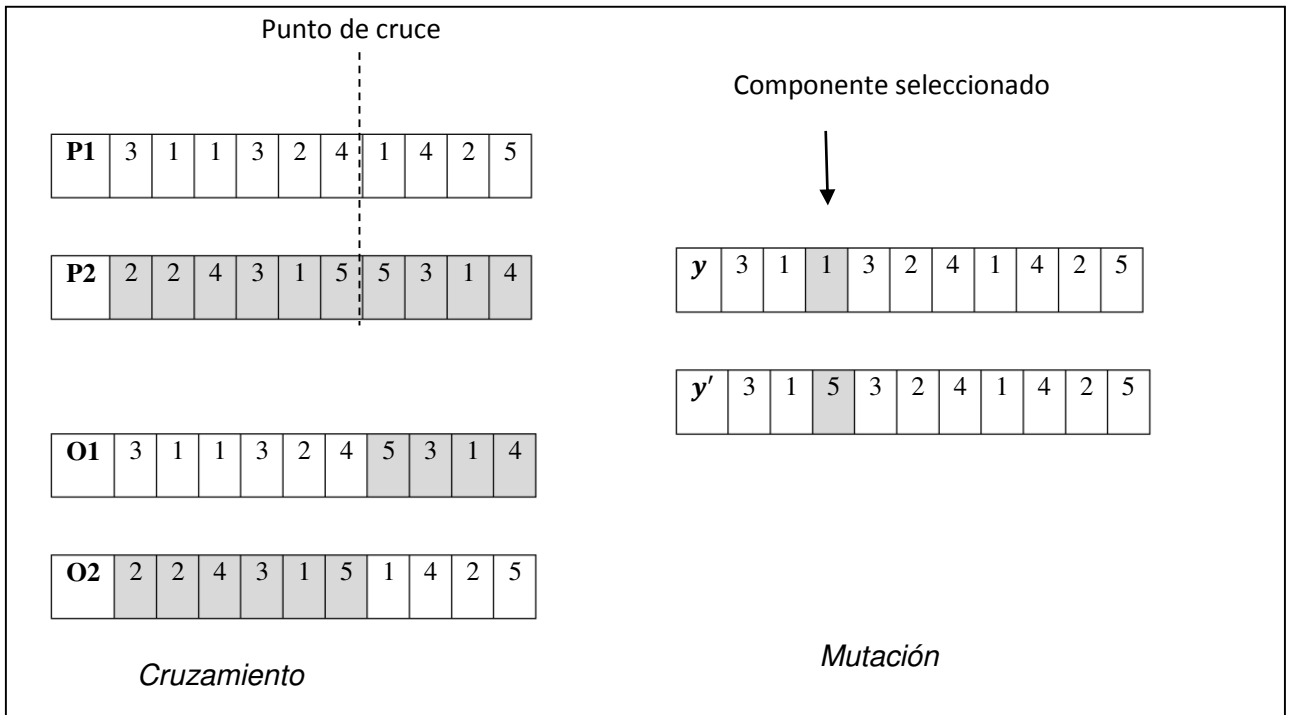 Punto de cruce
P1 3 1 1 3 2 4 1 4 2 5
P2 2 2 4 3 1 5 5 3 1 4
O1 3 1 1 3 2 4 5 3 1 4
O2 2 2 4 3 1 5 1 4 2 5
Cruzamiento
Componente seleccionado
y 3 1 1 3 2 4 1 4 2 5
y′ 3 1 5 3 2 4 1 4 2 5
Mutación